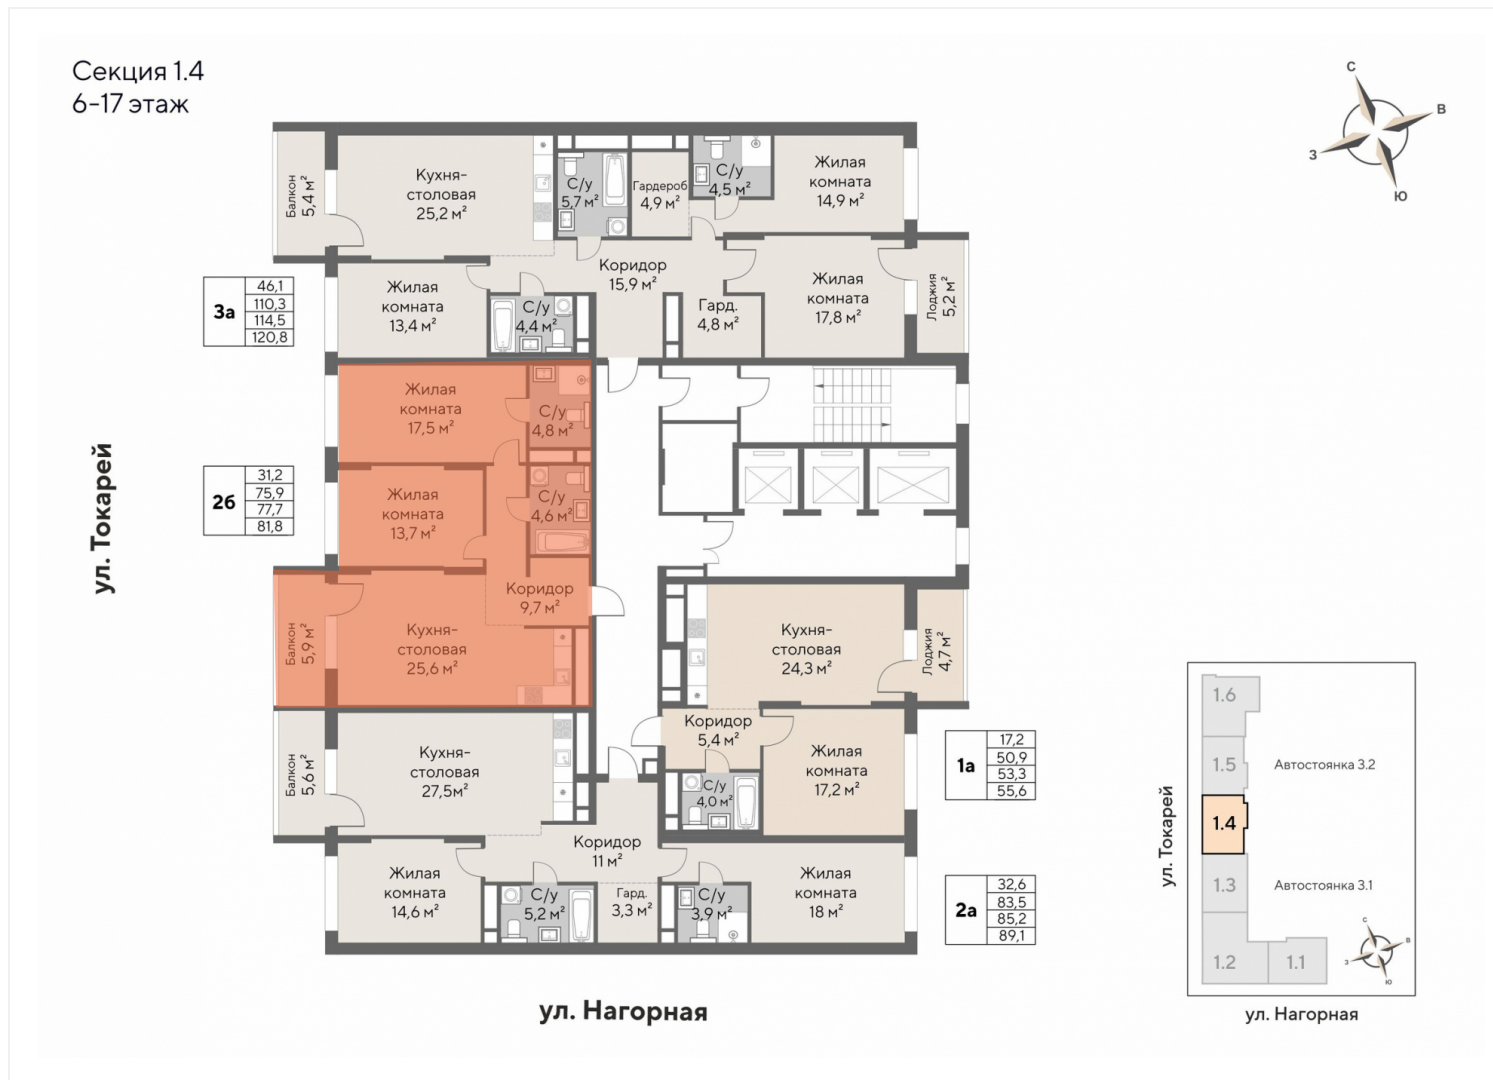 Секция 1.4
6-17 этаж
С
В
З
Ю
Балкон
5,4 м²
Кухня-
столовая
25,2 м²
С/у
5,7 м²
Гардероб
4,9 м²
С/у
4,5 м²
Жилая
комната
14,9 м²
Жилая
комната
13,4 м²
С/у
4,4 м²
Коридор
15,9 м²
Гард.
4,8 м²
Жилая
комната
17,8 м²
Лоджия
5,2 м²
3а
46,1
110,3
114,5
120,8
Жилая
комната
17,5 м²
С/у
4,8 м²
2б
31,2
75,9
77,7
81,8
Жилая
комната
13,7 м²
С/у
4,6 м²
Коридор
9,7 м²
Балкон
5,9 м²
Кухня-
столовая
25,6 м²
ул. Токарей
Кухня-
столовая
24,3 м²
Лоджия
4,7 м²
Коридор
5,4 м²
С/у
4,0 м²
Жилая
комната
17,2 м²
1а
17,2
50,9
53,3
55,6
Балкон
5,6 м²
Кухня-
столовая
27,5м²
Коридор
11 м²
Жилая
комната
14,6 м²
С/у
5,2 м²
Гард.
3,3 м²
С/у
3,9 м²
Жилая
комната
18 м²
2а
32,6
83,5
85,2
89,1
ул. Нагорная
1.6
1.5
Автостоянка 3.2
1.4
1.3
Автостоянка 3.1
1.2
1.1
С
В
З
Ю
ул. Токарей
ул. Нагорная